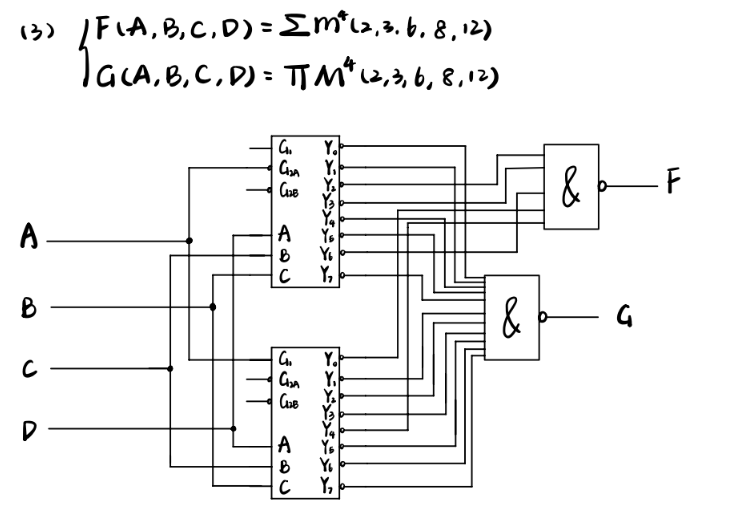 (3) F(A,B,C,D) = Σm⁴(2,3.6,8,12)
G(A,B,C,D) = ΠM⁴(2,3,6,8,12)
G₁ Y₀
G₂A Y₁
G₂B Y₂
Y₃
Y₄
A Y₅
B Y₆
C Y₇
& F
A
B
C
D
& G
G₁ Y₀
G₂A Y₁
G₂B Y₂
Y₃
Y₄
A Y₅
B Y₆
C Y₇